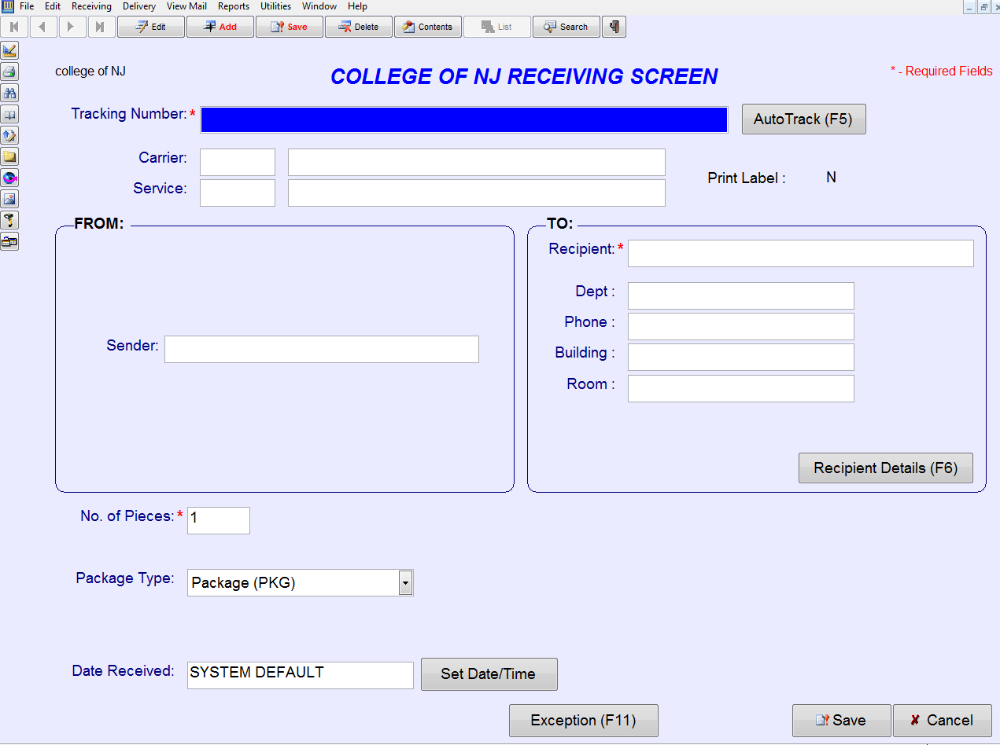 File Edit Receiving Delivery View Mail Reports Utilities Window Help
Edit Add Save Delete Contents List Search
college of NJ
COLLEGE OF NJ RECEIVING SCREEN
* - Required Fields
Tracking Number:* AutoTrack (F5)
Carrier:
Print Label : N
Service:
FROM:
Sender:
TO:
Recipient:*
Dept :
Phone :
Building :
Room :
Recipient Details (F6)
No. of Pieces:* 1
Package Type: Package (PKG)
Date Received: SYSTEM DEFAULT Set Date/Time
Exception (F11) Save Cancel